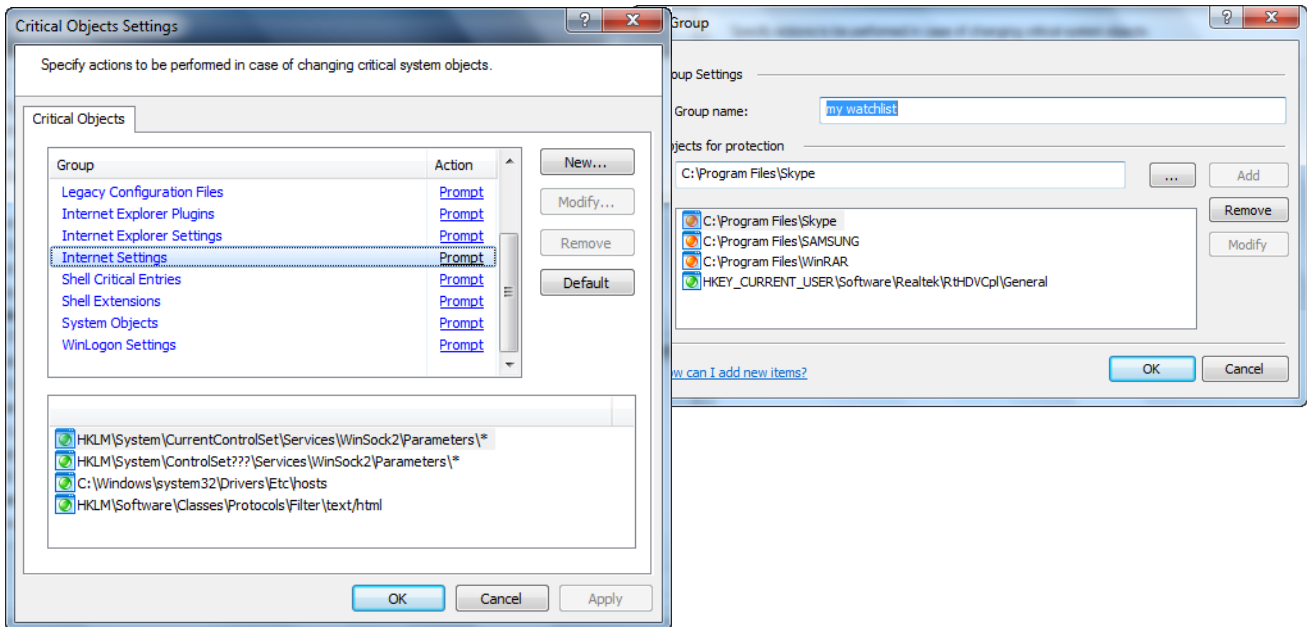 Critical Objects Settings
Specify actions to be performed in case of changing critical system objects.
Critical Objects
Group Action
Legacy Configuration Files Prompt
Internet Explorer Plugins Prompt
Internet Explorer Settings Prompt
Internet Settings Prompt
Shell Critical Entries Prompt
Shell Extensions Prompt
System Objects Prompt
WinLogon Settings Prompt
New...
Modify...
Remove
Default
HKLM\System\CurrentControlSet\Services\WinSock2\Parameters\*
HKLM\System\ControlSet???\Services\WinSock2\Parameters\*
C:\Windows\system32\Drivers\Etc\hosts
HKLM\Software\Classes\Protocols\Filter\text/html
OK Cancel Apply
Group
oup Settings
Group name: my watchlist
jects for protection
C:\Program Files\Skype ... Add
C:\Program Files\Skype
C:\Program Files\SAMSUNG
C:\Program Files\WinRAR
HKEY_CURRENT_USER\Software\Realtek\RtHDVCpl\General
Remove
Modify
ow can I add new items?
OK Cancel